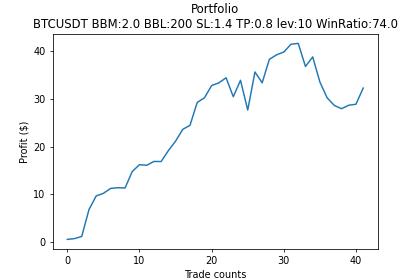 Portfolio
BTCUSDT BBM:2.0 BBL:200 SL:1.4 TP:0.8 lev:10 WinRatio:74.0
40
30
20
10
0
Profit ($)
0 10 20 30 40
Trade counts